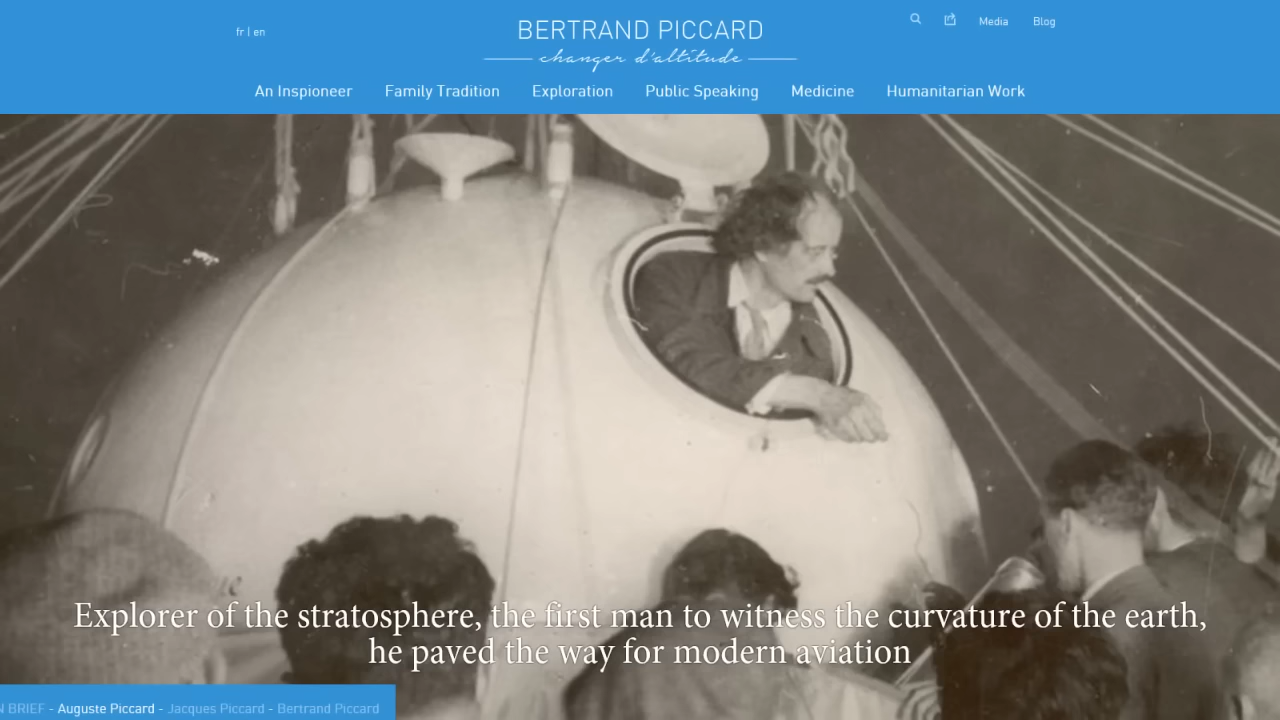 fr | en
BERTRAND PICCARD
changer d'altitude
Media Blog
An Inspioneer Family Tradition Exploration Public Speaking Medicine Humanitarian Work
Explorer of the stratosphere, the first man to witness the curvature of the earth,
he paved the way for modern aviation
BRIEF - Auguste Piccard - Jacques Piccard - Bertrand Piccard